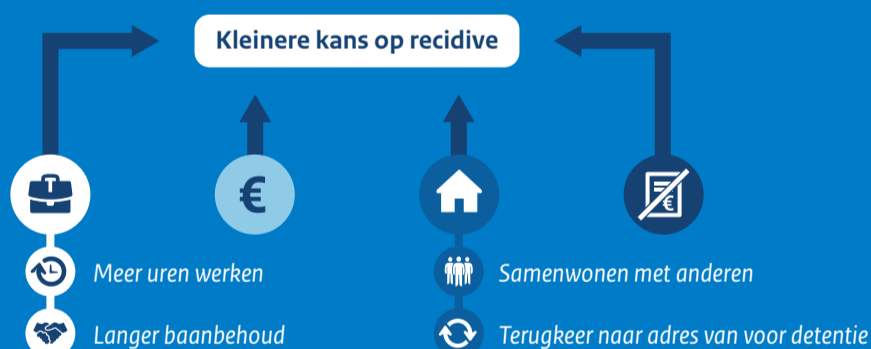 Kleinere kans op recidive
€
€
Meer uren werken
Samenwonen met anderen
Langer baanbehoud
Terugkeer naar adres van voor detentie